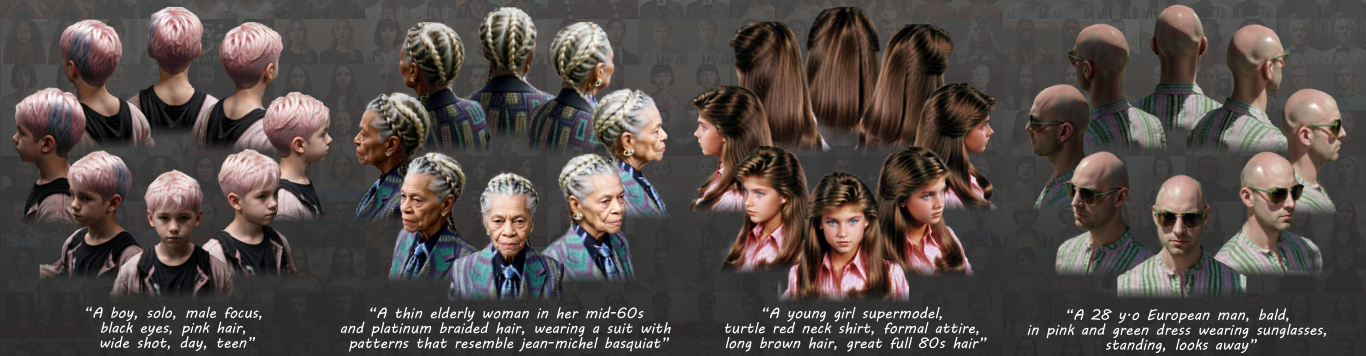 “A boy, solo, male focus,
black eyes, pink hair,
wide shot, day, teen”
“A thin elderly woman in her mid-60s
and platinum braided hair, wearing a suit with
patterns that resemble jean-michel basquiat”
“A young girl supermodel,
turtle red neck shirt, formal attire,
long brown hair, great full 80s hair”
“A 28 y·o European man, bald,
in pink and green dress wearing sunglasses,
standing, looks away”